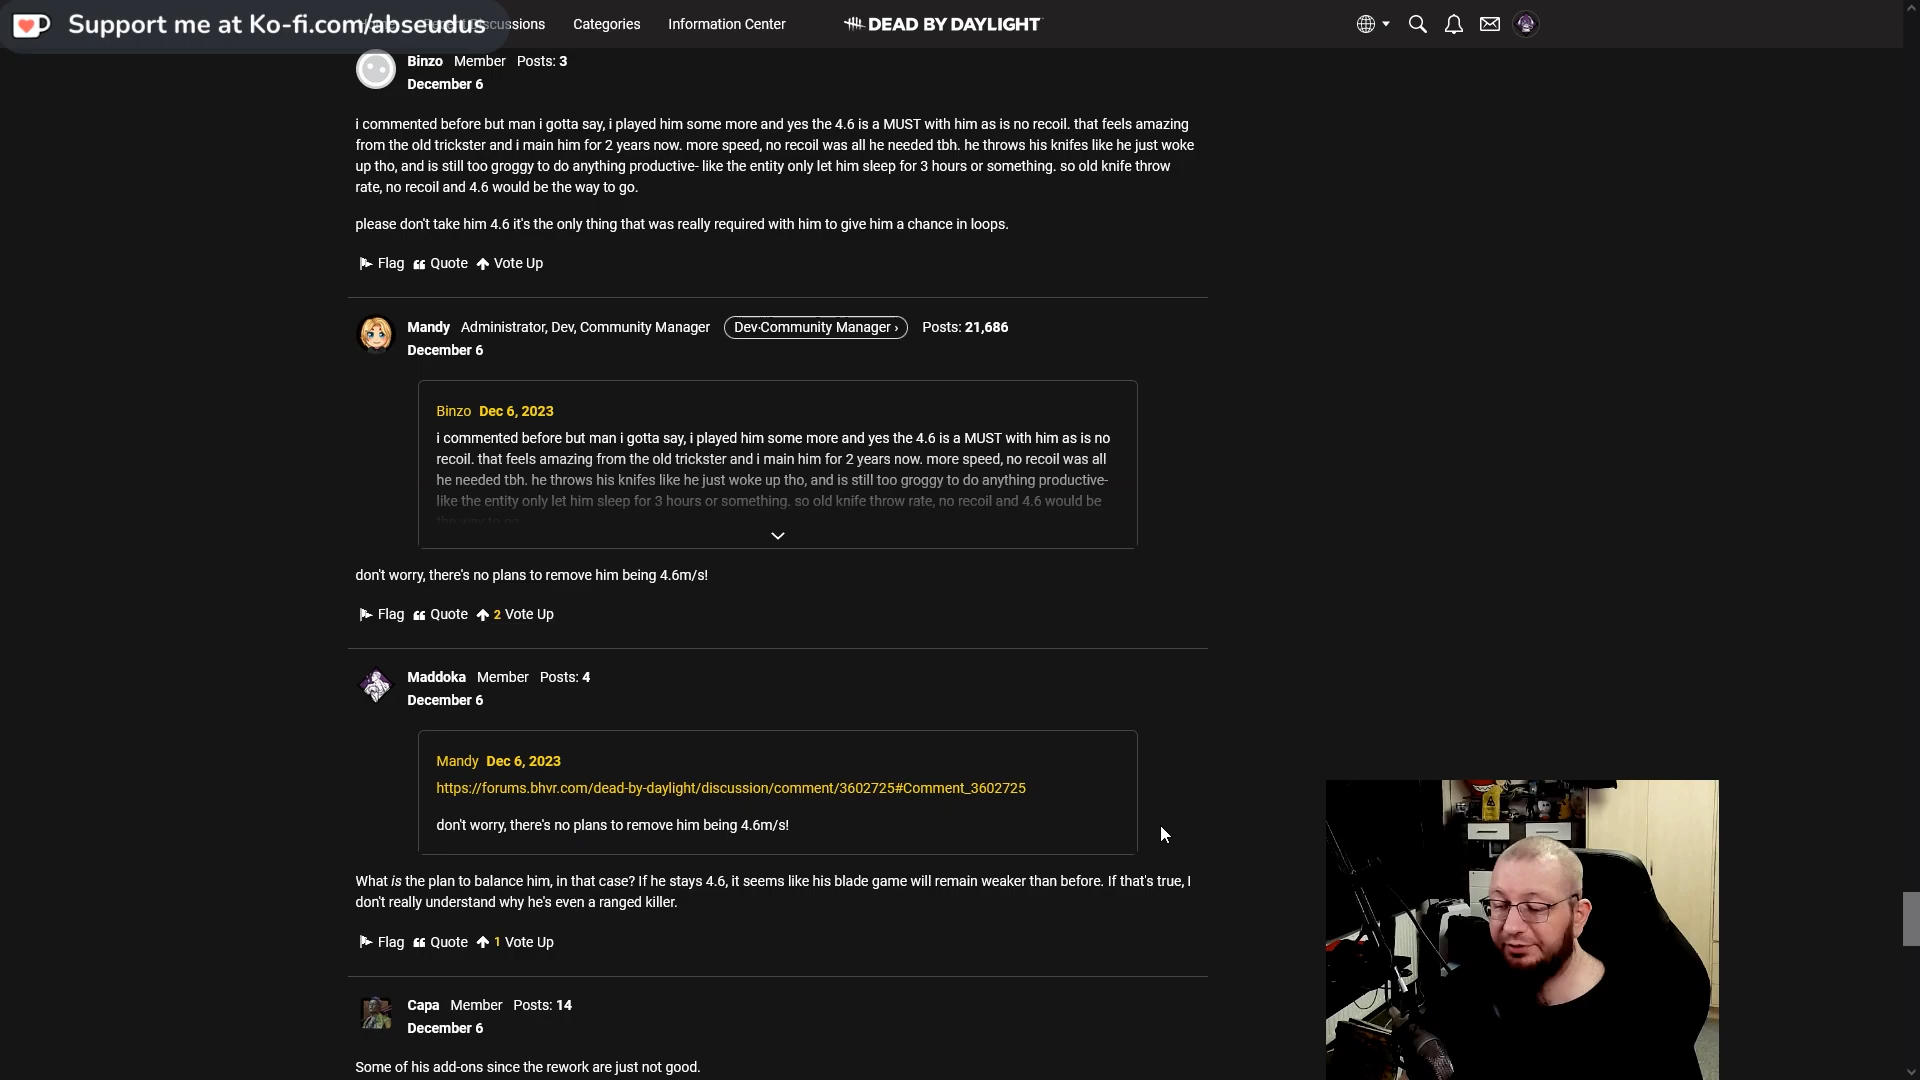 Support me at Ko-fi.com/aosedus
Discussions Categories Information Center DEAD BY DAYLIGHT
Binzo Member Posts: 3
December 6
i commented before but man i gotta say, i played him some more and yes the 4.6 is a MUST with him as is no recoil. that feels amazing
from the old trickster and i main him for 2 years now. more speed, no recoil was all he needed tbh. he throws his knifes like he just woke
up tho, and is still too groggy to do anything productive- like the entity only let him sleep for 3 hours or something. so old knife throw
rate, no recoil and 4.6 would be the way to go.
please don't take him 4.6 it's the only thing that was really required with him to give him a chance in loops.
Flag Quote Vote Up
Mandy Administrator, Dev, Community Manager Dev·Community Manager › Posts: 21,686
December 6
Binzo Dec 6, 2023
i commented before but man i gotta say, i played him some more and yes the 4.6 is a MUST with him as is no
recoil. that feels amazing from the old trickster and i main him for 2 years now. more speed, no recoil was all
he needed tbh. he throws his knifes like he just woke up tho, and is still too groggy to do anything productive-
like the entity only let him sleep for 3 hours or something. so old knife throw rate, no recoil and 4.6 would be
the way to go.
don't worry, there's no plans to remove him being 4.6m/s!
Flag Quote 2 Vote Up
Maddoka Member Posts: 4
December 6
Mandy Dec 6, 2023
https://forums.bhvr.com/dead-by-daylight/discussion/comment/3602725#Comment_3602725
don't worry, there's no plans to remove him being 4.6m/s!
What is the plan to balance him, in that case? If he stays 4.6, it seems like his blade game will remain weaker than before. If that's true, I
don't really understand why he's even a ranged killer.
Flag Quote 1 Vote Up
Capa Member Posts: 14
December 6
Some of his add-ons since the rework are just not good.